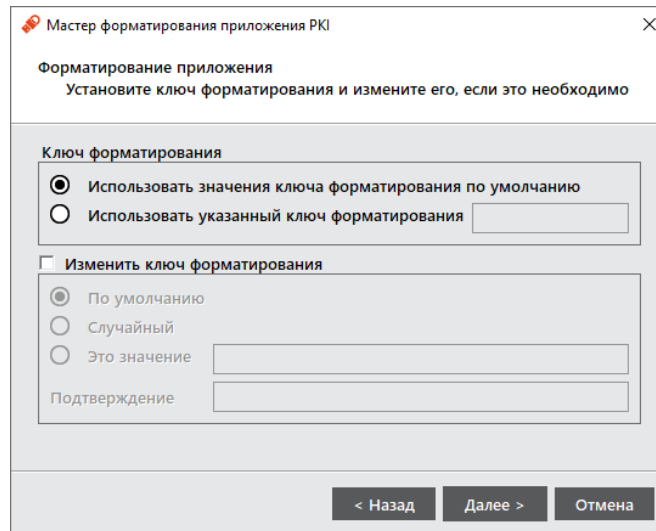 Мастер форматирования приложения PKI
Форматирование приложения
Установите ключ форматирования и измените его, если это необходимо
Ключ форматирования
Использовать значения ключа форматирования по умолчанию
Использовать указанный ключ форматирования
Изменить ключ форматирования
По умолчанию
Случайный
Это значение
Подтверждение
< Назад Далее > Отмена